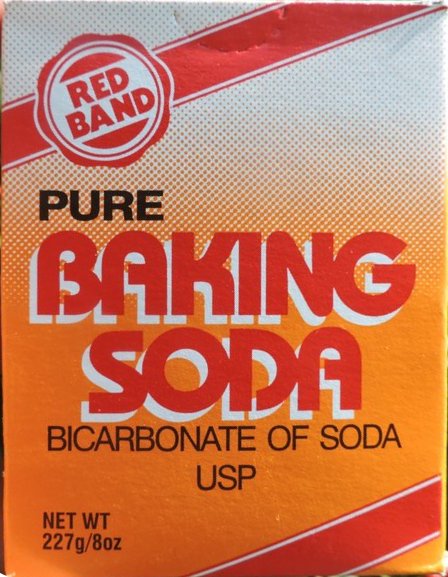 RED
BAND
PURE
BAKING
SODA
BICARBONATE OF SODA
USP
NET WT
227g/8oz